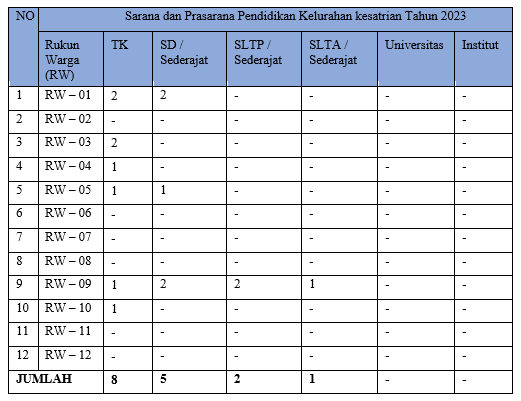 NO Sarana dan Prasarana Pendidikan Kelurahan kesatrian Tahun 2023
Rukun Warga (RW) TK SD / Sederajat SLTP / Sederajat SLTA / Sederajat Universitas Institut
1 RW – 01 2 2 - - - -
2 RW – 02 - - - - - -
3 RW – 03 2 - - - - -
4 RW – 04 1 - - - - -
5 RW – 05 1 1 - - - -
6 RW – 06 - - - - - -
7 RW – 07 - - - - - -
8 RW – 08 - - - - - -
9 RW – 09 1 2 2 1 - -
10 RW – 10 1 - - - - -
11 RW – 11 - - - - - -
12 RW – 12 - - - - - -
JUMLAH 8 5 2 1 - -